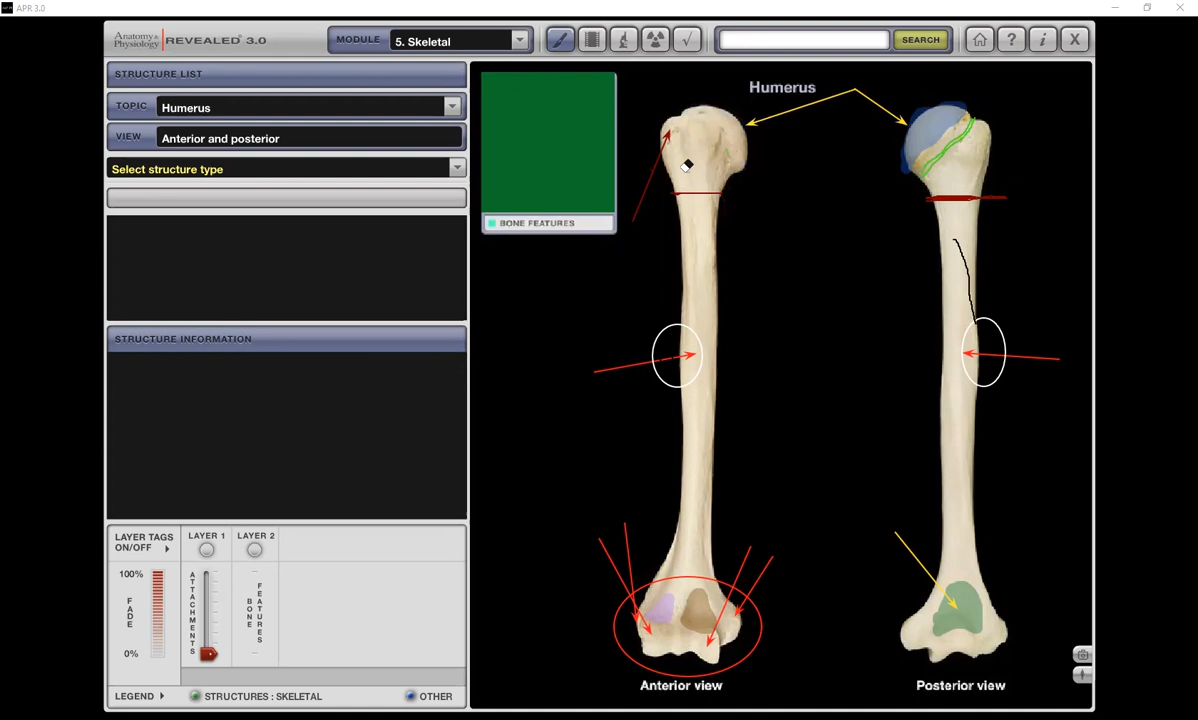 APR 3.0
Anatomy &
Physiology REVEALED® 3.0
MODULE 5. Skeletal
SEARCH
? i X
STRUCTURE LIST
TOPIC Humerus
VIEW Anterior and posterior
Select structure type
STRUCTURE INFORMATION
BONE FEATURES
Humerus
Anterior view
Posterior view
LAYER TAGS
ON/OFF
LAYER 1
LAYER 2
100%
FADE
0%
ATTACHMENTS
BONE FEATURES
LEGEND
STRUCTURES : SKELETAL
OTHER